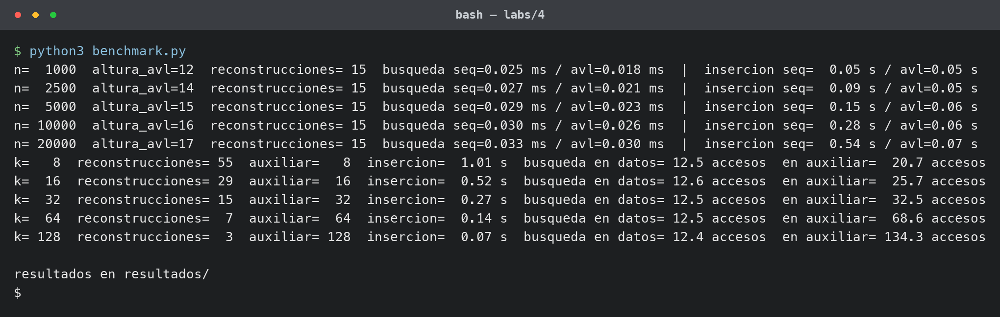 bash — labs/4
$ python3 benchmark.py
n=  1000  altura_avl=12  reconstrucciones= 15  busqueda seq=0.025 ms / avl=0.018 ms  |  insercion seq=  0.05 s / avl=0.05 s
n=  2500  altura_avl=14  reconstrucciones= 15  busqueda seq=0.027 ms / avl=0.021 ms  |  insercion seq=  0.09 s / avl=0.05 s
n=  5000  altura_avl=15  reconstrucciones= 15  busqueda seq=0.029 ms / avl=0.023 ms  |  insercion seq=  0.15 s / avl=0.06 s
n= 10000  altura_avl=16  reconstrucciones= 15  busqueda seq=0.030 ms / avl=0.026 ms  |  insercion seq=  0.28 s / avl=0.06 s
n= 20000  altura_avl=17  reconstrucciones= 15  busqueda seq=0.033 ms / avl=0.030 ms  |  insercion seq=  0.54 s / avl=0.07 s
k=   8  reconstrucciones= 55  auxiliar=   8  insercion=  1.01 s  busqueda en datos= 12.5 accesos  en auxiliar=  20.7 accesos
k=  16  reconstrucciones= 29  auxiliar=  16  insercion=  0.52 s  busqueda en datos= 12.6 accesos  en auxiliar=  25.7 accesos
k=  32  reconstrucciones= 15  auxiliar=  32  insercion=  0.27 s  busqueda en datos= 12.5 accesos  en auxiliar=  32.5 accesos
k=  64  reconstrucciones=  7  auxiliar=  64  insercion=  0.14 s  busqueda en datos= 12.5 accesos  en auxiliar=  68.6 accesos
k= 128  reconstrucciones=  3  auxiliar= 128  insercion=  0.07 s  busqueda en datos= 12.4 accesos  en auxiliar= 134.3 accesos
resultados en resultados/
$